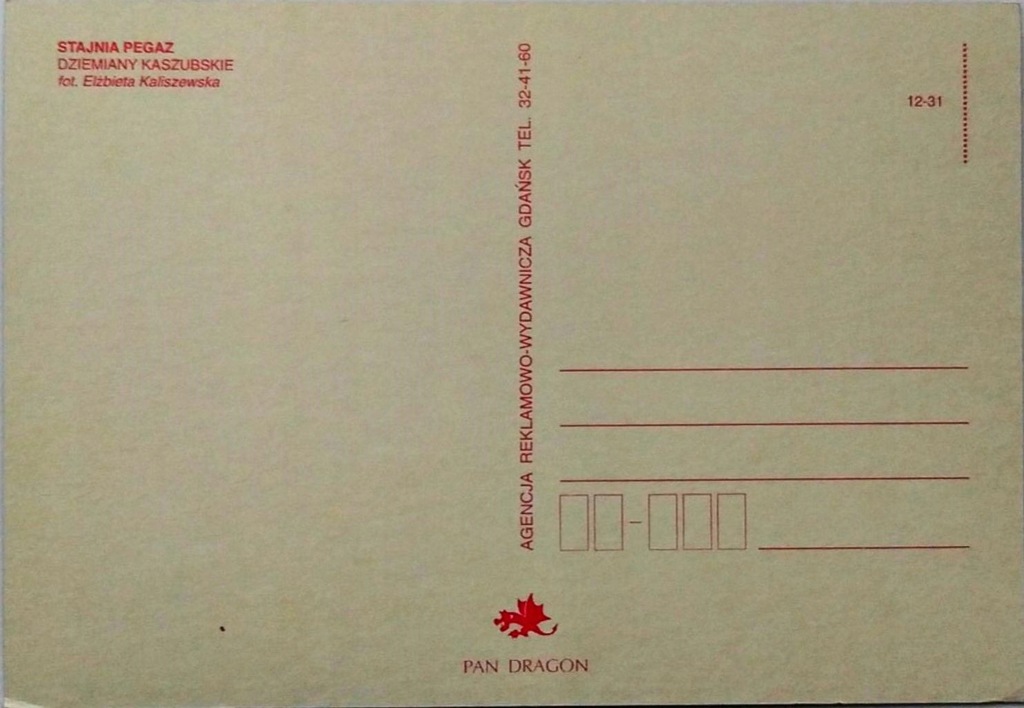 STAJNIA PEGAZ
DZIEMIANY KASZUBSKIE
fot. Elżbieta Kaliszewska
AGENCJA REKLAMOWO-WYDAWNICZA GDAŃSK TEL. 32-41-60
12-31
PAN DRAGON